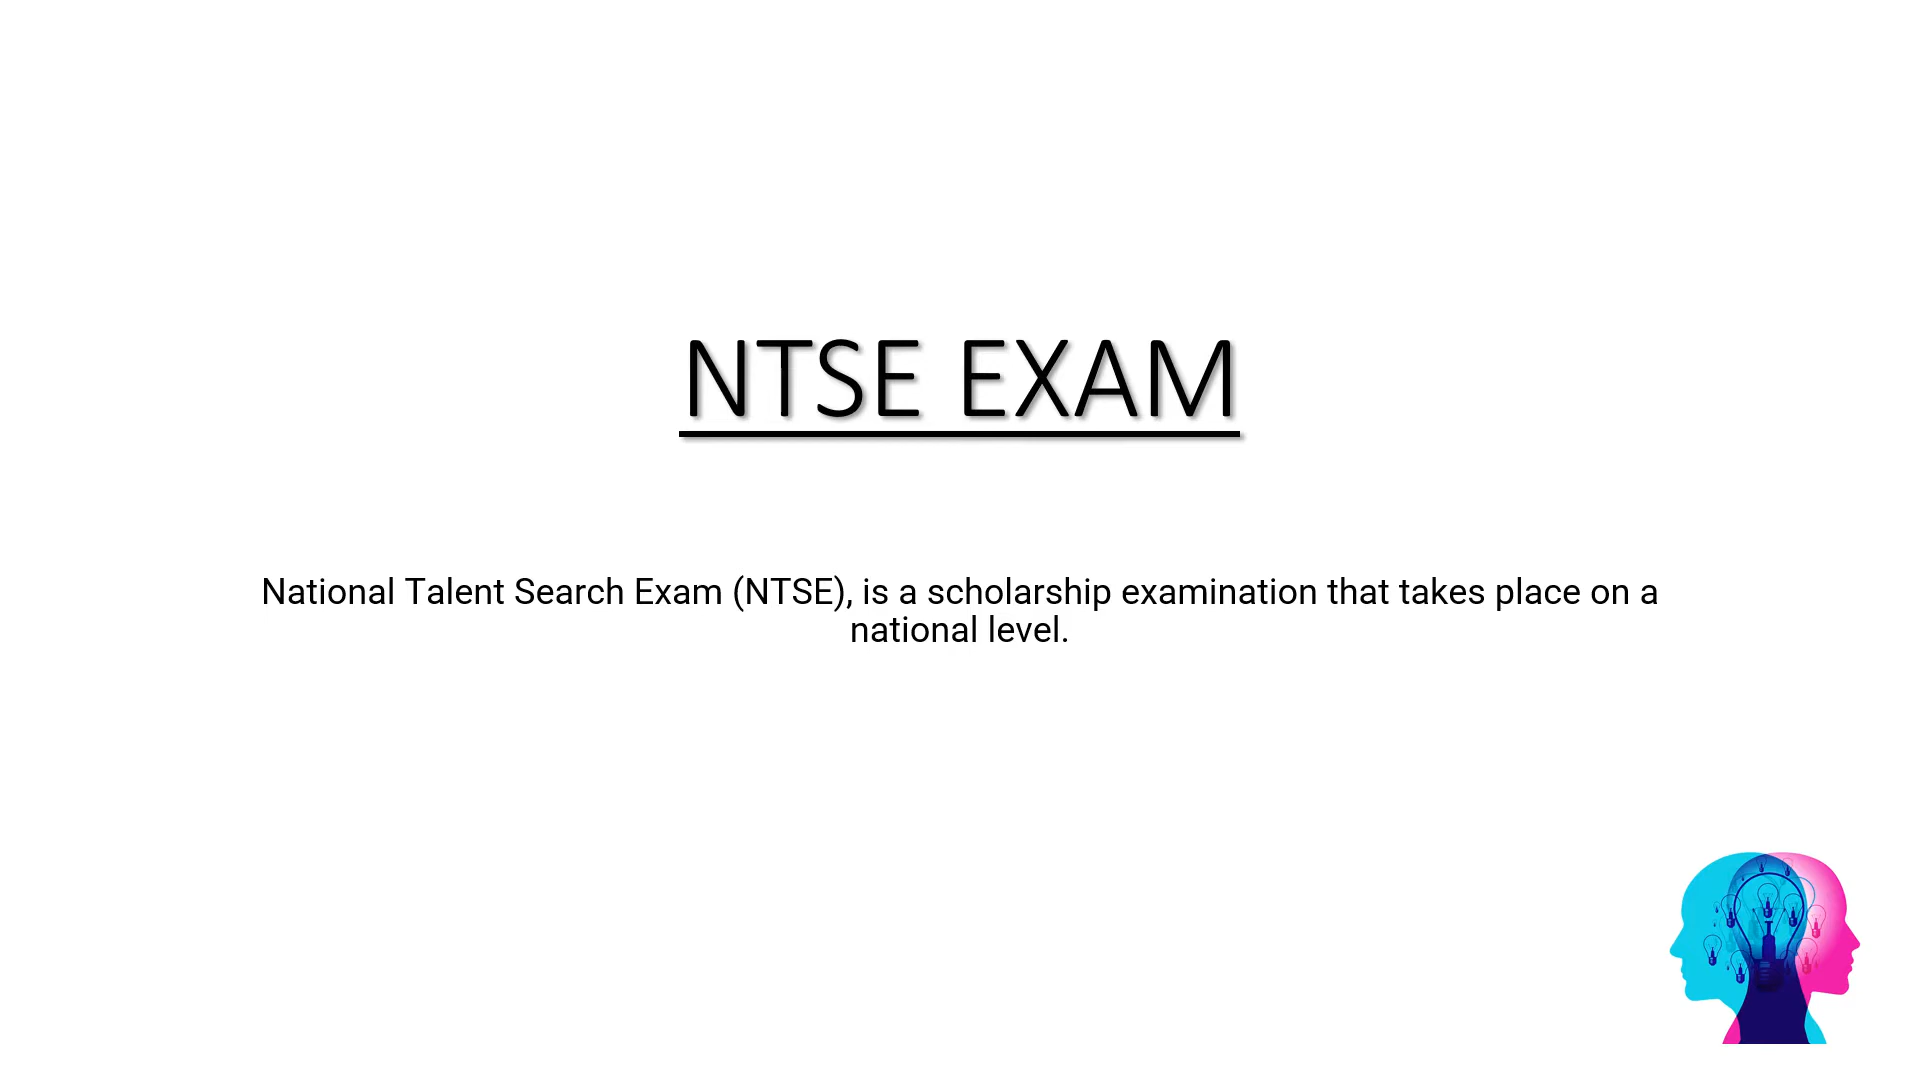 NTSE EXAM
National Talent Search Exam (NTSE), is a scholarship examination that takes place on a
national level.